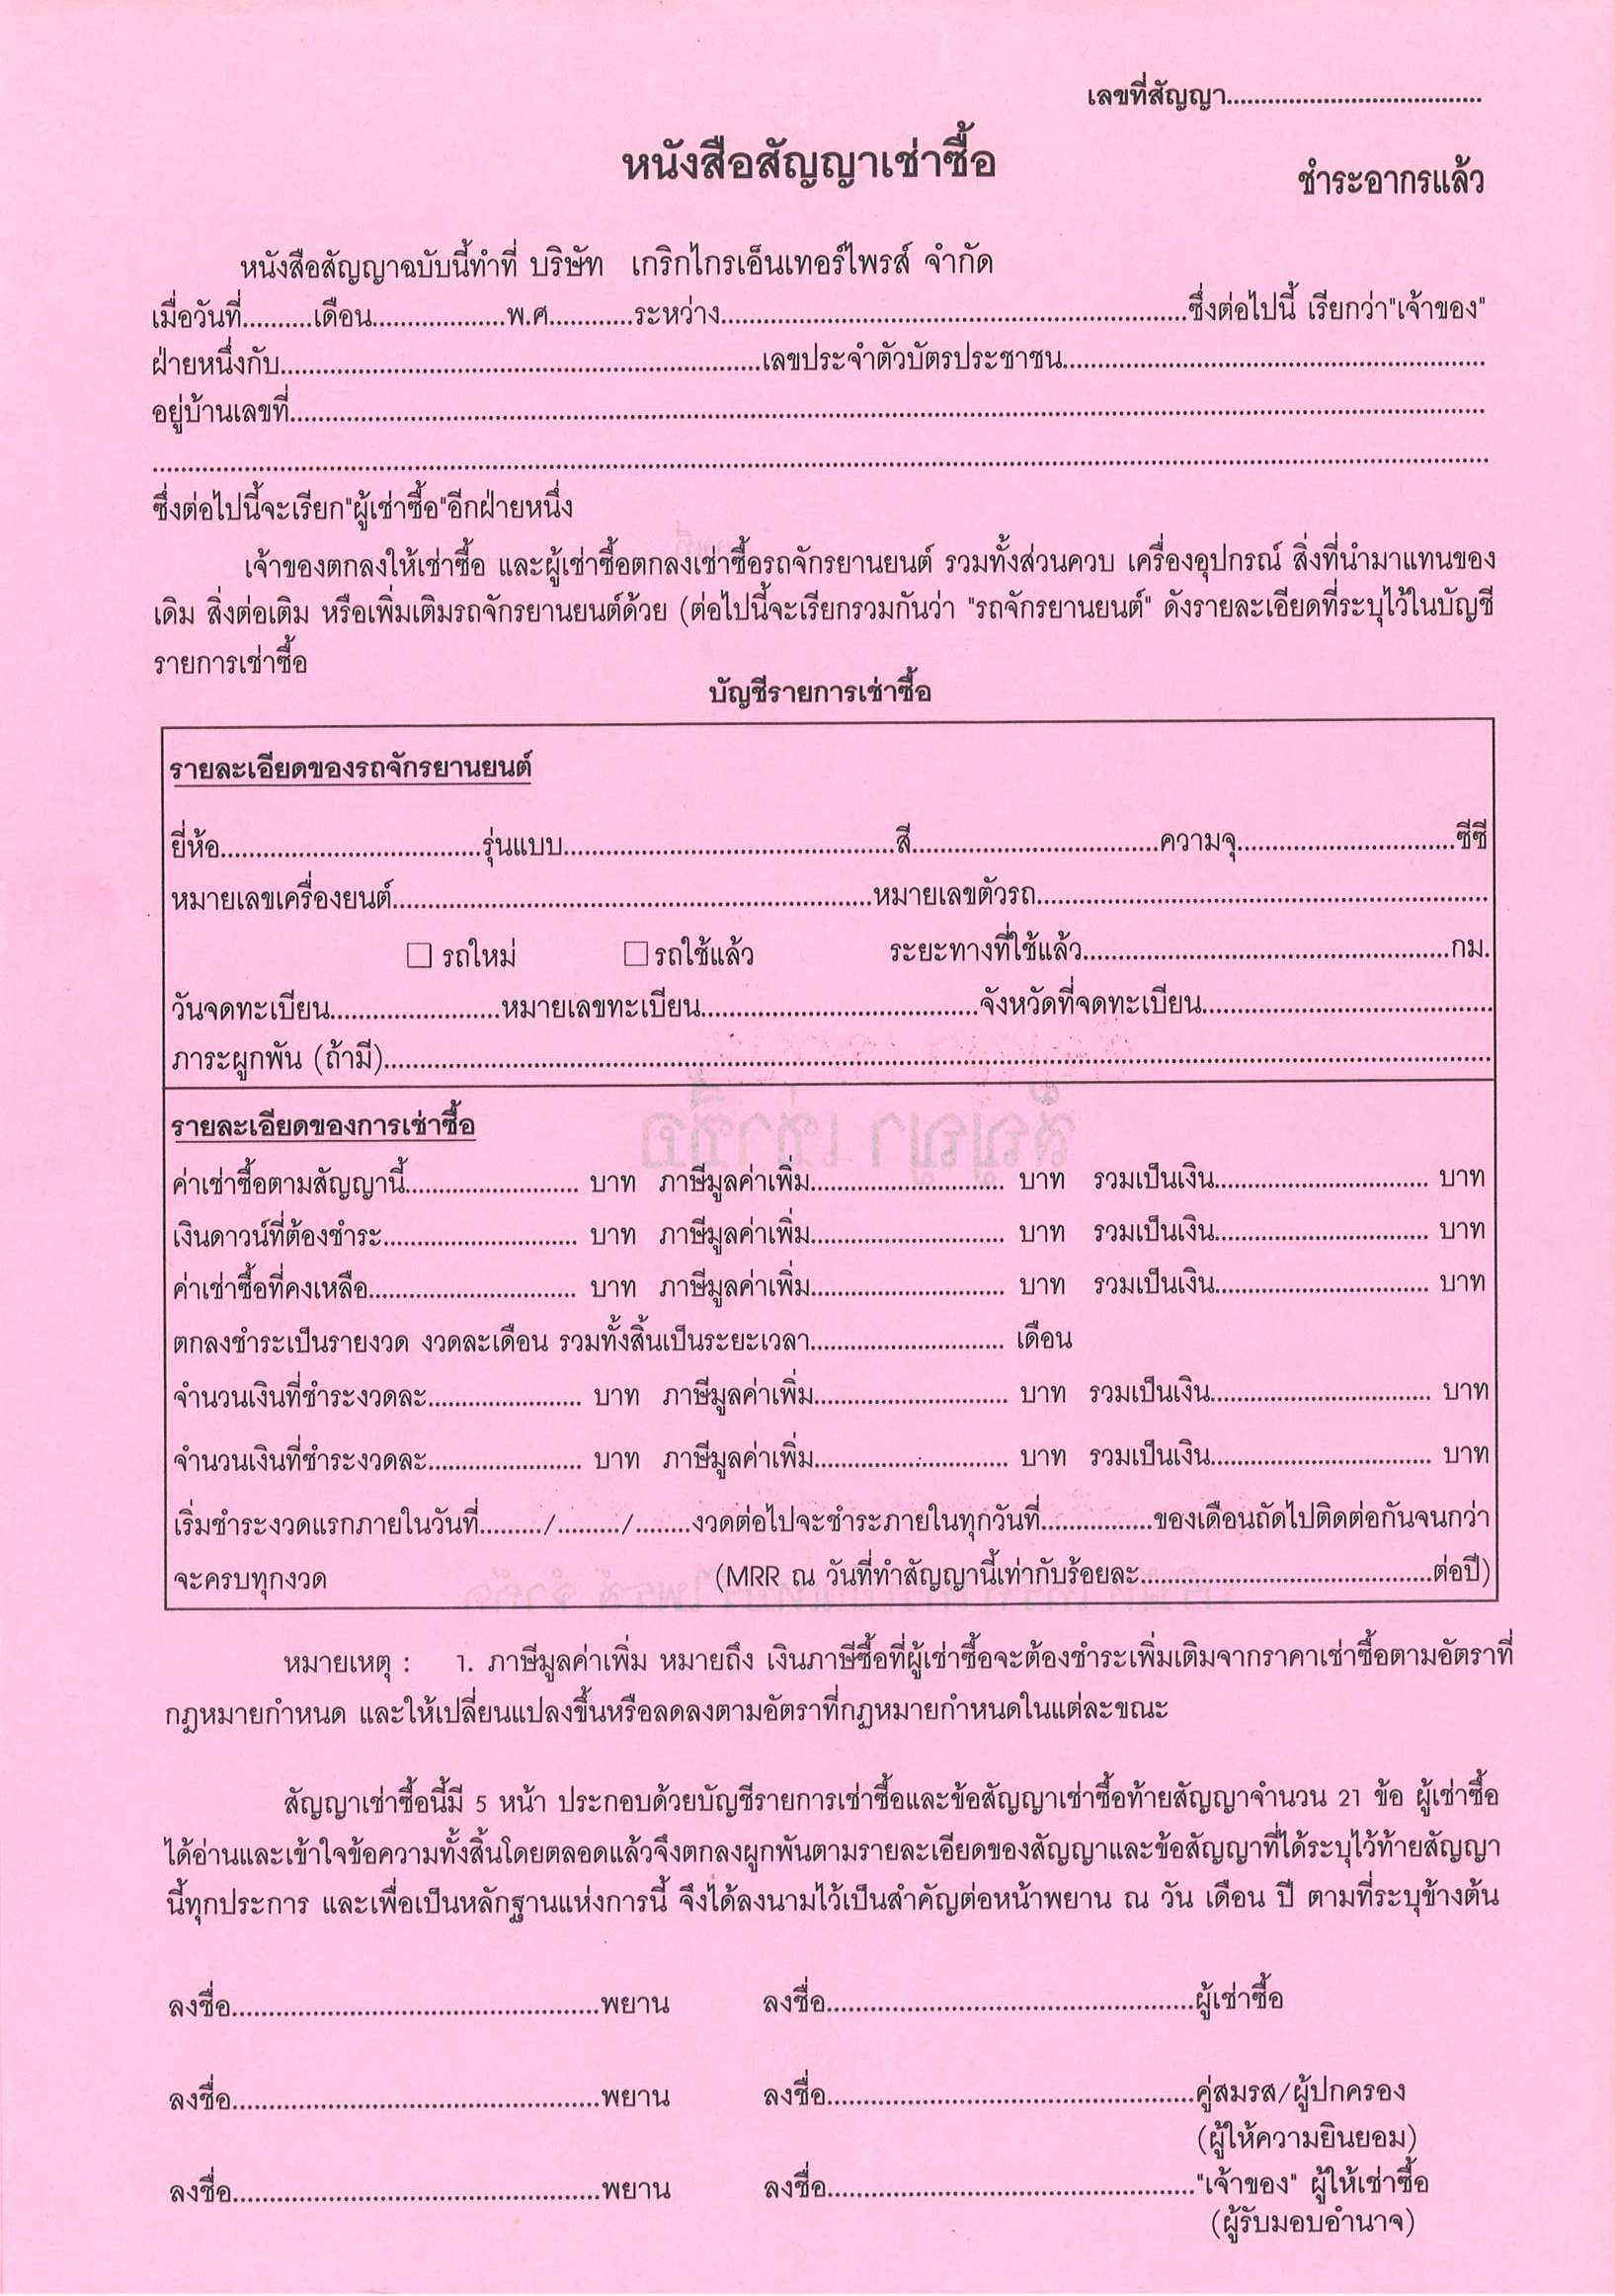 เลขที่สัญญา....................................
หนังสือสัญญาเช่าซื้อ
ชำระอากรแล้ว
หนังสือสัญญาฉบับนี้ทำที่ บริษัท เกริกไกรเอ็นเทอร์ไพรส์ จำกัด
เมื่อวันที่..........เดือน...................พ.ศ............ระหว่าง..................................................................ซึ่งต่อไปนี้ เรียกว่า"เจ้าของ"
ฝ่ายหนึ่งกับ....................................................................เลขประจำตัวบัตรประชาชน............................................................
อยู่บ้านเลขที่..........................................................................................................................................................................
..............................................................................................................................................................................................
ซึ่งต่อไปนี้จะเรียก"ผู้เช่าซื้อ"อีกฝ่ายหนึ่ง
เจ้าของตกลงให้เช่าซื้อ และผู้เช่าซื้อตกลงเช่าซื้อรถจักรยานยนต์ รวมทั้งส่วนควบ เครื่องอุปกรณ์ สิ่งที่นำมาแทนของ
เดิม สิ่งต่อเติม หรือเพิ่มเติมรถจักรยานยนต์ด้วย (ต่อไปนี้จะเรียกรวมกันว่า "รถจักรยานยนต์" ดังรายละเอียดที่ระบุไว้ในบัญชี
รายการเช่าซื้อ
บัญชีรายการเช่าซื้อ
รายละเอียดของรถจักรยานยนต์
ยี่ห้อ.....................................รุ่นแบบ...............................................สี...................................ความจุ...............................ซีซี
หมายเลขเครื่องยนต์....................................................................หมายเลขตัวรถ................................................................
☐ รถใหม่ ☐ รถใช้แล้ว ระยะทางที่ใช้แล้ว....................................................กม.
วันจดทะเบียน........................หมายเลขทะเบียน.......................................จังหวัดที่จดทะเบียน.........................................
ภาระผูกพัน (ถ้ามี)..............................................................................................................................................................
รายละเอียดของการเช่าซื้อ
ค่าเช่าซื้อตามสัญญานี้......................... บาท ภาษีมูลค่าเพิ่ม............................ บาท รวมเป็นเงิน.............................. บาท
เงินดาวน์ที่ต้องชำระ............................ บาท ภาษีมูลค่าเพิ่ม............................ บาท รวมเป็นเงิน.............................. บาท
ค่าเช่าซื้อที่คงเหลือ.............................. บาท ภาษีมูลค่าเพิ่ม............................ บาท รวมเป็นเงิน.............................. บาท
ตกลงชำระเป็นรายงวด งวดละเดือน รวมทั้งสิ้นเป็นระยะเวลา............................ เดือน
จำนวนเงินที่ชำระงวดละ...................... บาท ภาษีมูลค่าเพิ่ม............................ บาท รวมเป็นเงิน............................... บาท
จำนวนเงินที่ชำระงวดละ...................... บาท ภาษีมูลค่าเพิ่ม............................ บาท รวมเป็นเงิน............................... บาท
เริ่มชำระงวดแรกภายในวันที่........./........./........งวดต่อไปจะชำระภายในทุกวันที่................ของเดือนถัดไปติดต่อกันจนกว่า
จะครบทุกงวด (MRR ณ วันที่ทำสัญญานี้เท่ากับร้อยละ.........................................ต่อปี)
หมายเหตุ : 1. ภาษีมูลค่าเพิ่ม หมายถึง เงินภาษีซื้อที่ผู้เช่าซื้อจะต้องชำระเพิ่มเติมจากราคาเช่าซื้อตามอัตราที่
กฎหมายกำหนด และให้เปลี่ยนแปลงขึ้นหรือลดลงตามอัตราที่กฎหมายกำหนดในแต่ละขณะ
สัญญาเช่าซื้อนี้มี 5 หน้า ประกอบด้วยบัญชีรายการเช่าซื้อและข้อสัญญาเช่าซื้อท้ายสัญญาจำนวน 21 ข้อ ผู้เช่าซื้อ
ได้อ่านและเข้าใจข้อความทั้งสิ้นโดยตลอดแล้วจึงตกลงผูกพันตามรายละเอียดของสัญญาและข้อสัญญาที่ได้ระบุไว้ท้ายสัญญา
นี้ทุกประการ และเพื่อเป็นหลักฐานแห่งการนี้ จึงได้ลงนามไว้เป็นสำคัญต่อหน้าพยาน ณ วัน เดือน ปี ตามที่ระบุข้างต้น
ลงชื่อ....................................................พยาน ลงชื่อ....................................................ผู้เช่าซื้อ
ลงชื่อ....................................................พยาน ลงชื่อ....................................................คู่สมรส/ผู้ปกครอง
(ผู้ให้ความยินยอม)
ลงชื่อ....................................................พยาน ลงชื่อ...................................................."เจ้าของ" ผู้ให้เช่าซื้อ
(ผู้รับมอบอำนาจ)